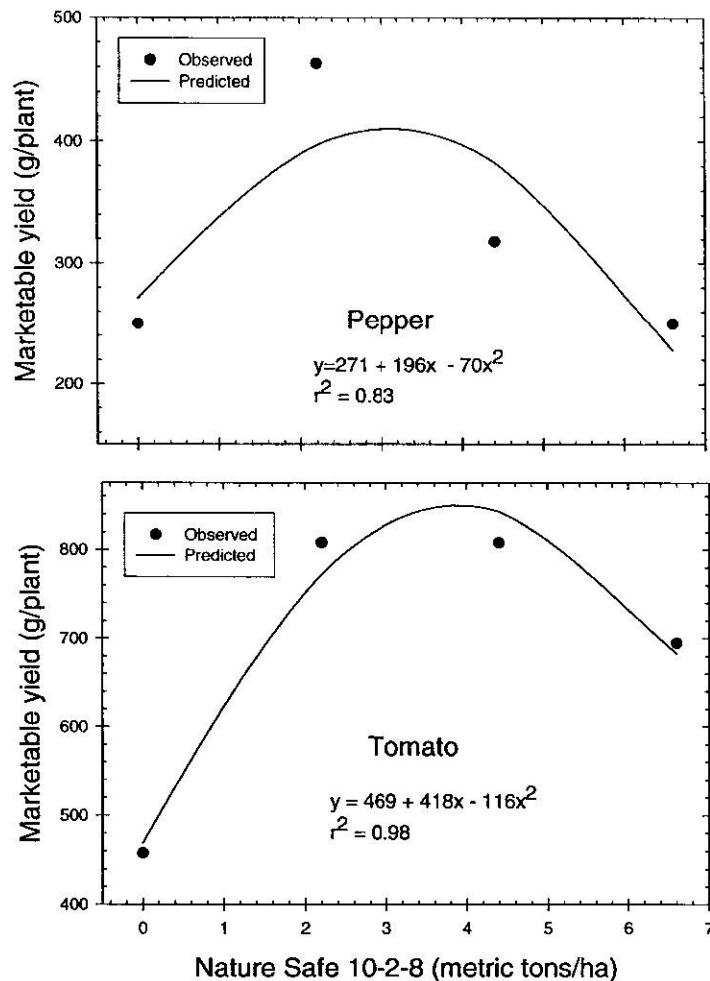 500
400
300
200
Marketable yield (g/plant)
Observed
Predicted
Pepper
y=271 + 196x - 70x²
r² = 0.83
800
700
600
500
400
Marketable yield (g/plant)
Observed
Predicted
Tomato
y = 469 + 418x - 116x²
r² = 0.98
0 1 2 3 4 5 6 7
Nature Safe 10-2-8 (metric tons/ha)